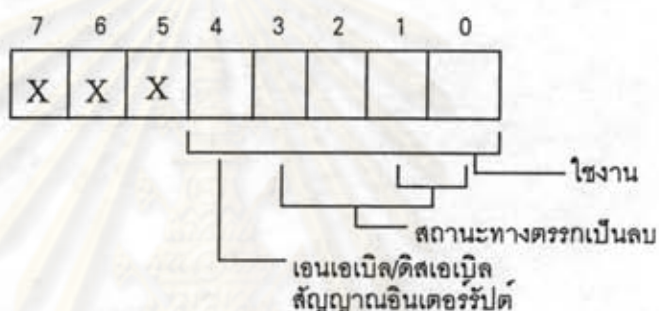 7 6 5 4 3 2 1 0
X X X
ใชงาน
สถานะทางตรรกเป็นลบ
เอนเอเบิล/ดิสเอเบิล
สัญญาณอินเตอร์รัปต์